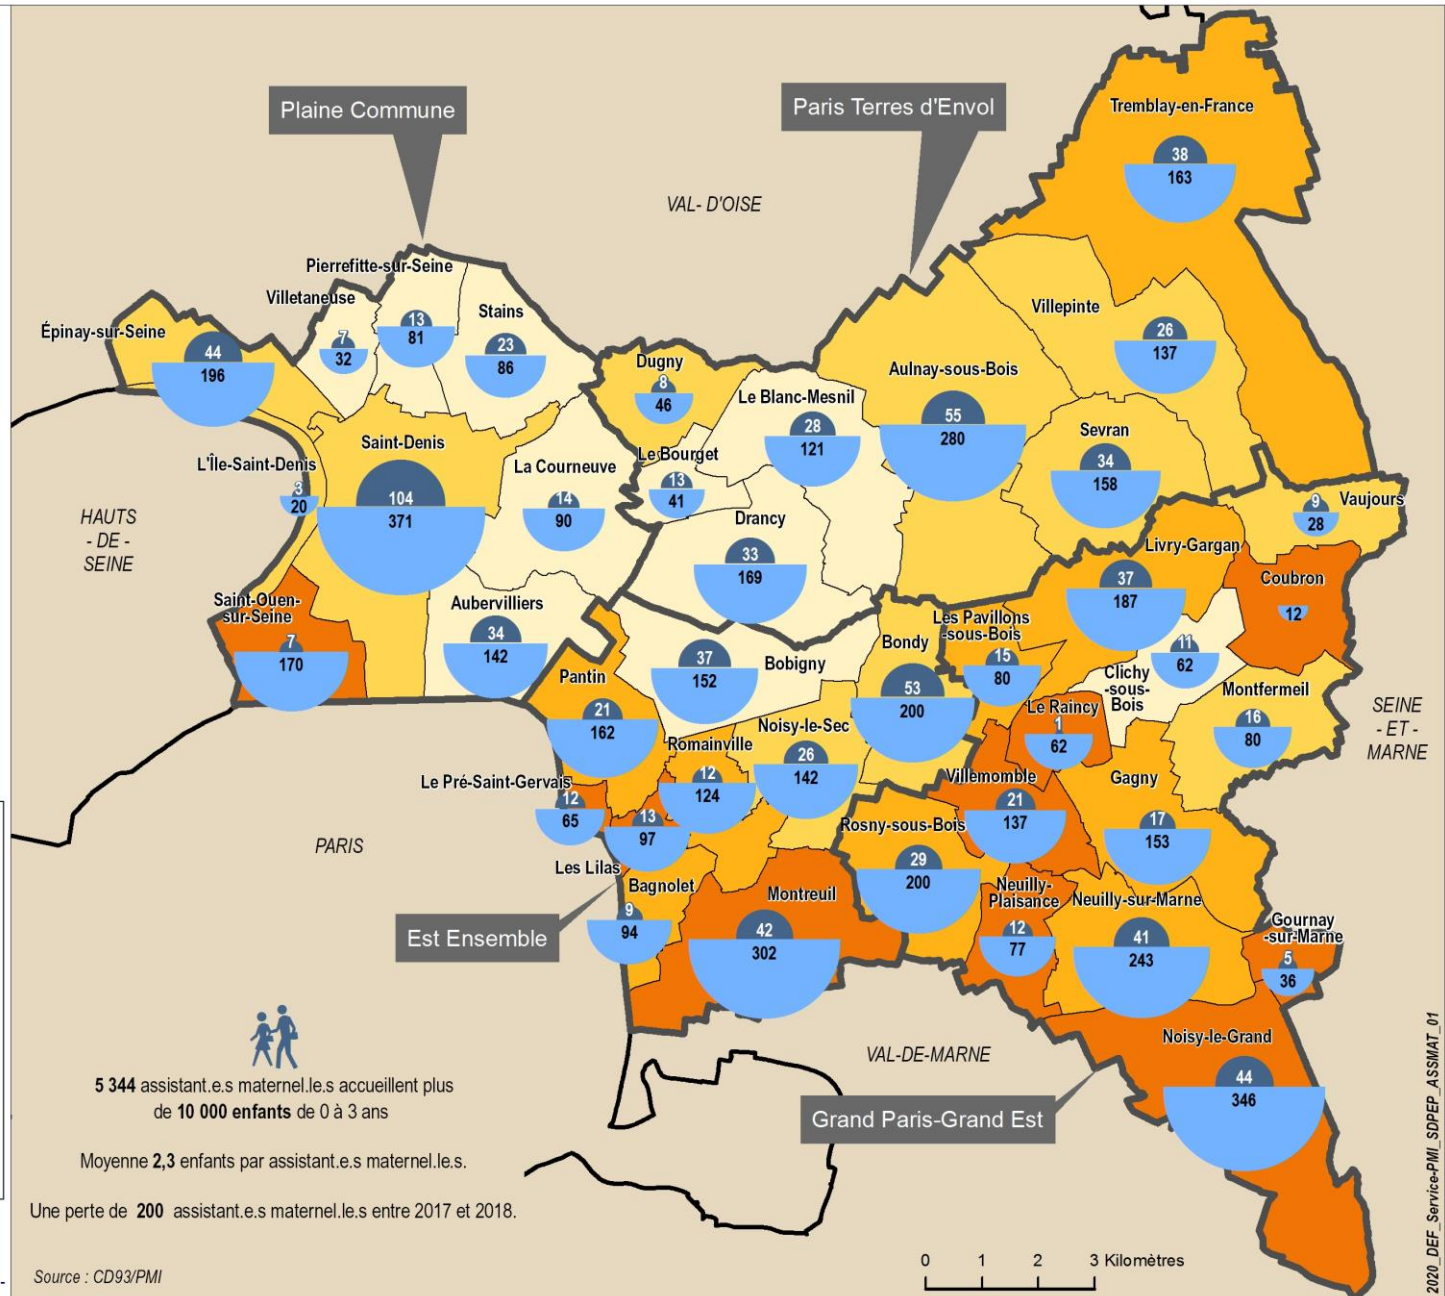 Plaine Commune
Paris Terres d'Envol
Tremblay-en-France
38
163
VAL- D'OISE
Pierrefitte-sur-Seine
13
81
Villetaneuse
7
32
Stains
23
86
Épinay-sur-Seine
44
196
Villepinte
26
137
Dugny
8
46
Aulnay-sous-Bois
55
280
Le Blanc-Mesnil
28
121
Sevran
34
158
Saint-Denis
104
371
L'Île-Saint-Denis
3
20
La Courneuve
14
90
Le Bourget
13
41
Drancy
33
169
Vaujours
9
28
HAUTS
- DE -
SEINE
Livry-Gargan
37
187
Coubron
12
Saint-Ouen-
sur-Seine
7
170
Aubervilliers
34
142
Les Pavillons
-sous-Bois
15
80
Bondy
53
200
Bobigny
37
152
Clichy
-sous-
Bois
11
62
Pantin
21
162
Montfermeil
16
80
SEINE
- ET -
MARNE
Le Raincy
1
62
Noisy-le-Sec
26
142
Romainville
12
124
Villemomble
21
137
Gagny
17
153
Le Pré-Saint-Gervais
12
65
Les Lilas
13
97
Rosny-sous-Bois
29
200
PARIS
Bagnolet
9
94
Montreuil
42
302
Neuilly-
Plaisance
12
77
Neuilly-sur-Marne
41
243
Gournay
-sur-Marne
5
36
Est Ensemble
Noisy-le-Grand
44
346
VAL-DE-MARNE
Grand Paris-Grand Est
5 344 assistant.e.s maternel.le.s accueillent plus
de 10 000 enfants de 0 à 3 ans
Moyenne 2,3 enfants par assistant.e.s maternel.le.s.
Une perte de 200 assistant.e.s maternel.le.s entre 2017 et 2018.
Source : CD93/PMI
0 1 2 3 Kilomètres
2020_DEF_Service-PMI_SDPEP_ASSMAT_01